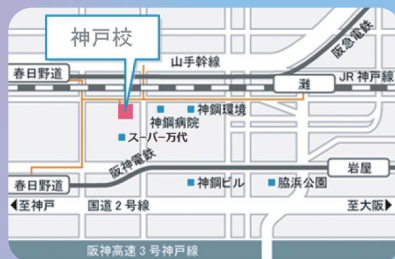 神戸校
阪急電鉄
山手幹線
春日野道
灘
JR神戸線
神鋼環境
神鋼病院
スーパー万代
阪神電鉄
岩屋
春日野道
神鋼ビル
脇浜公園
至神戸
国道2号線
至大阪
阪神高速3号神戸線